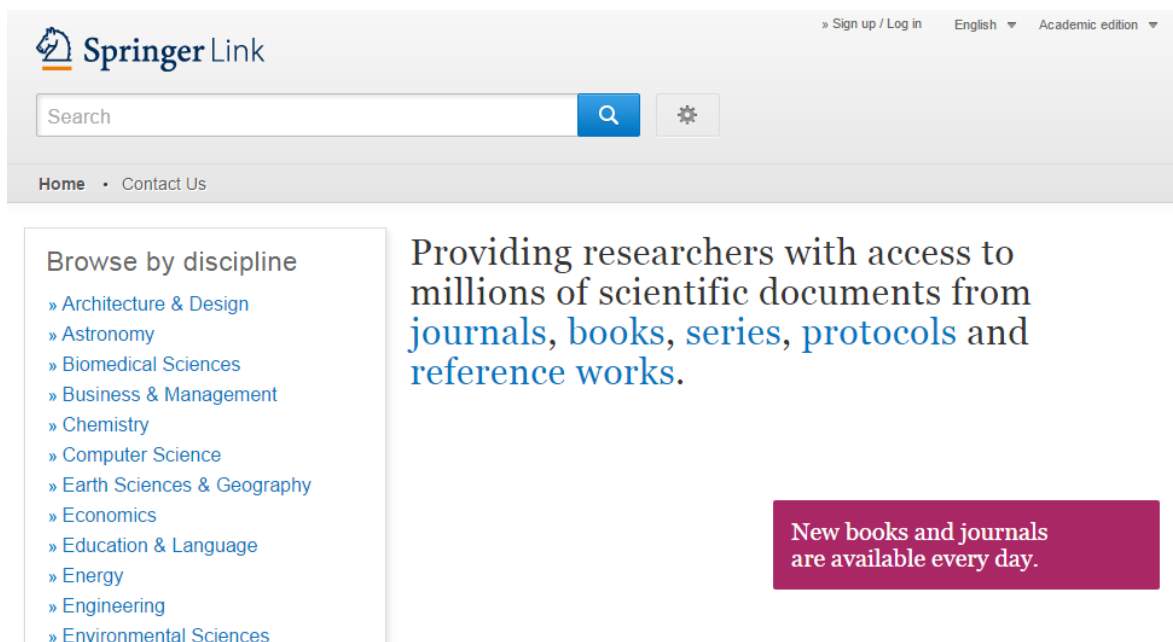 » Sign up / Log in English Academic edition
Springer Link
Search
Home • Contact Us
Browse by discipline
» Architecture & Design
» Astronomy
» Biomedical Sciences
» Business & Management
» Chemistry
» Computer Science
» Earth Sciences & Geography
» Economics
» Education & Language
» Energy
» Engineering
» Environmental Sciences
Providing researchers with access to
millions of scientific documents from
journals, books, series, protocols and
reference works.
New books and journals
are available every day.